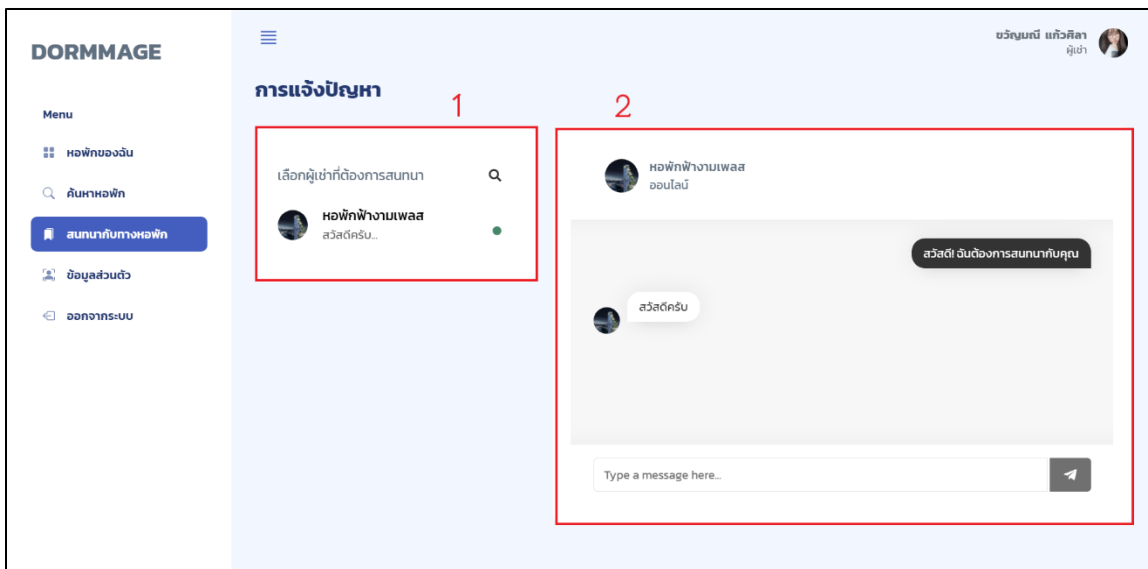 DORMMAGE
Menu
หอพักของฉัน
ค้นหาหอพัก
สนทนากับทางหอพัก
ข้อมูลส่วนตัว
ออกจากระบบ
ขวัญมณี แก้วศิลา
ผู้เช่า
การแจ้งปัญหา
1
เลือกผู้เช่าที่ต้องการสนทนา
หอพักฟ้างามเพลส
สวัสดีครับ...
2
หอพักฟ้างามเพลส
ออนไลน์
สวัสดี! ฉันต้องการสนทนากับคุณ
สวัสดีครับ
Type a message here...